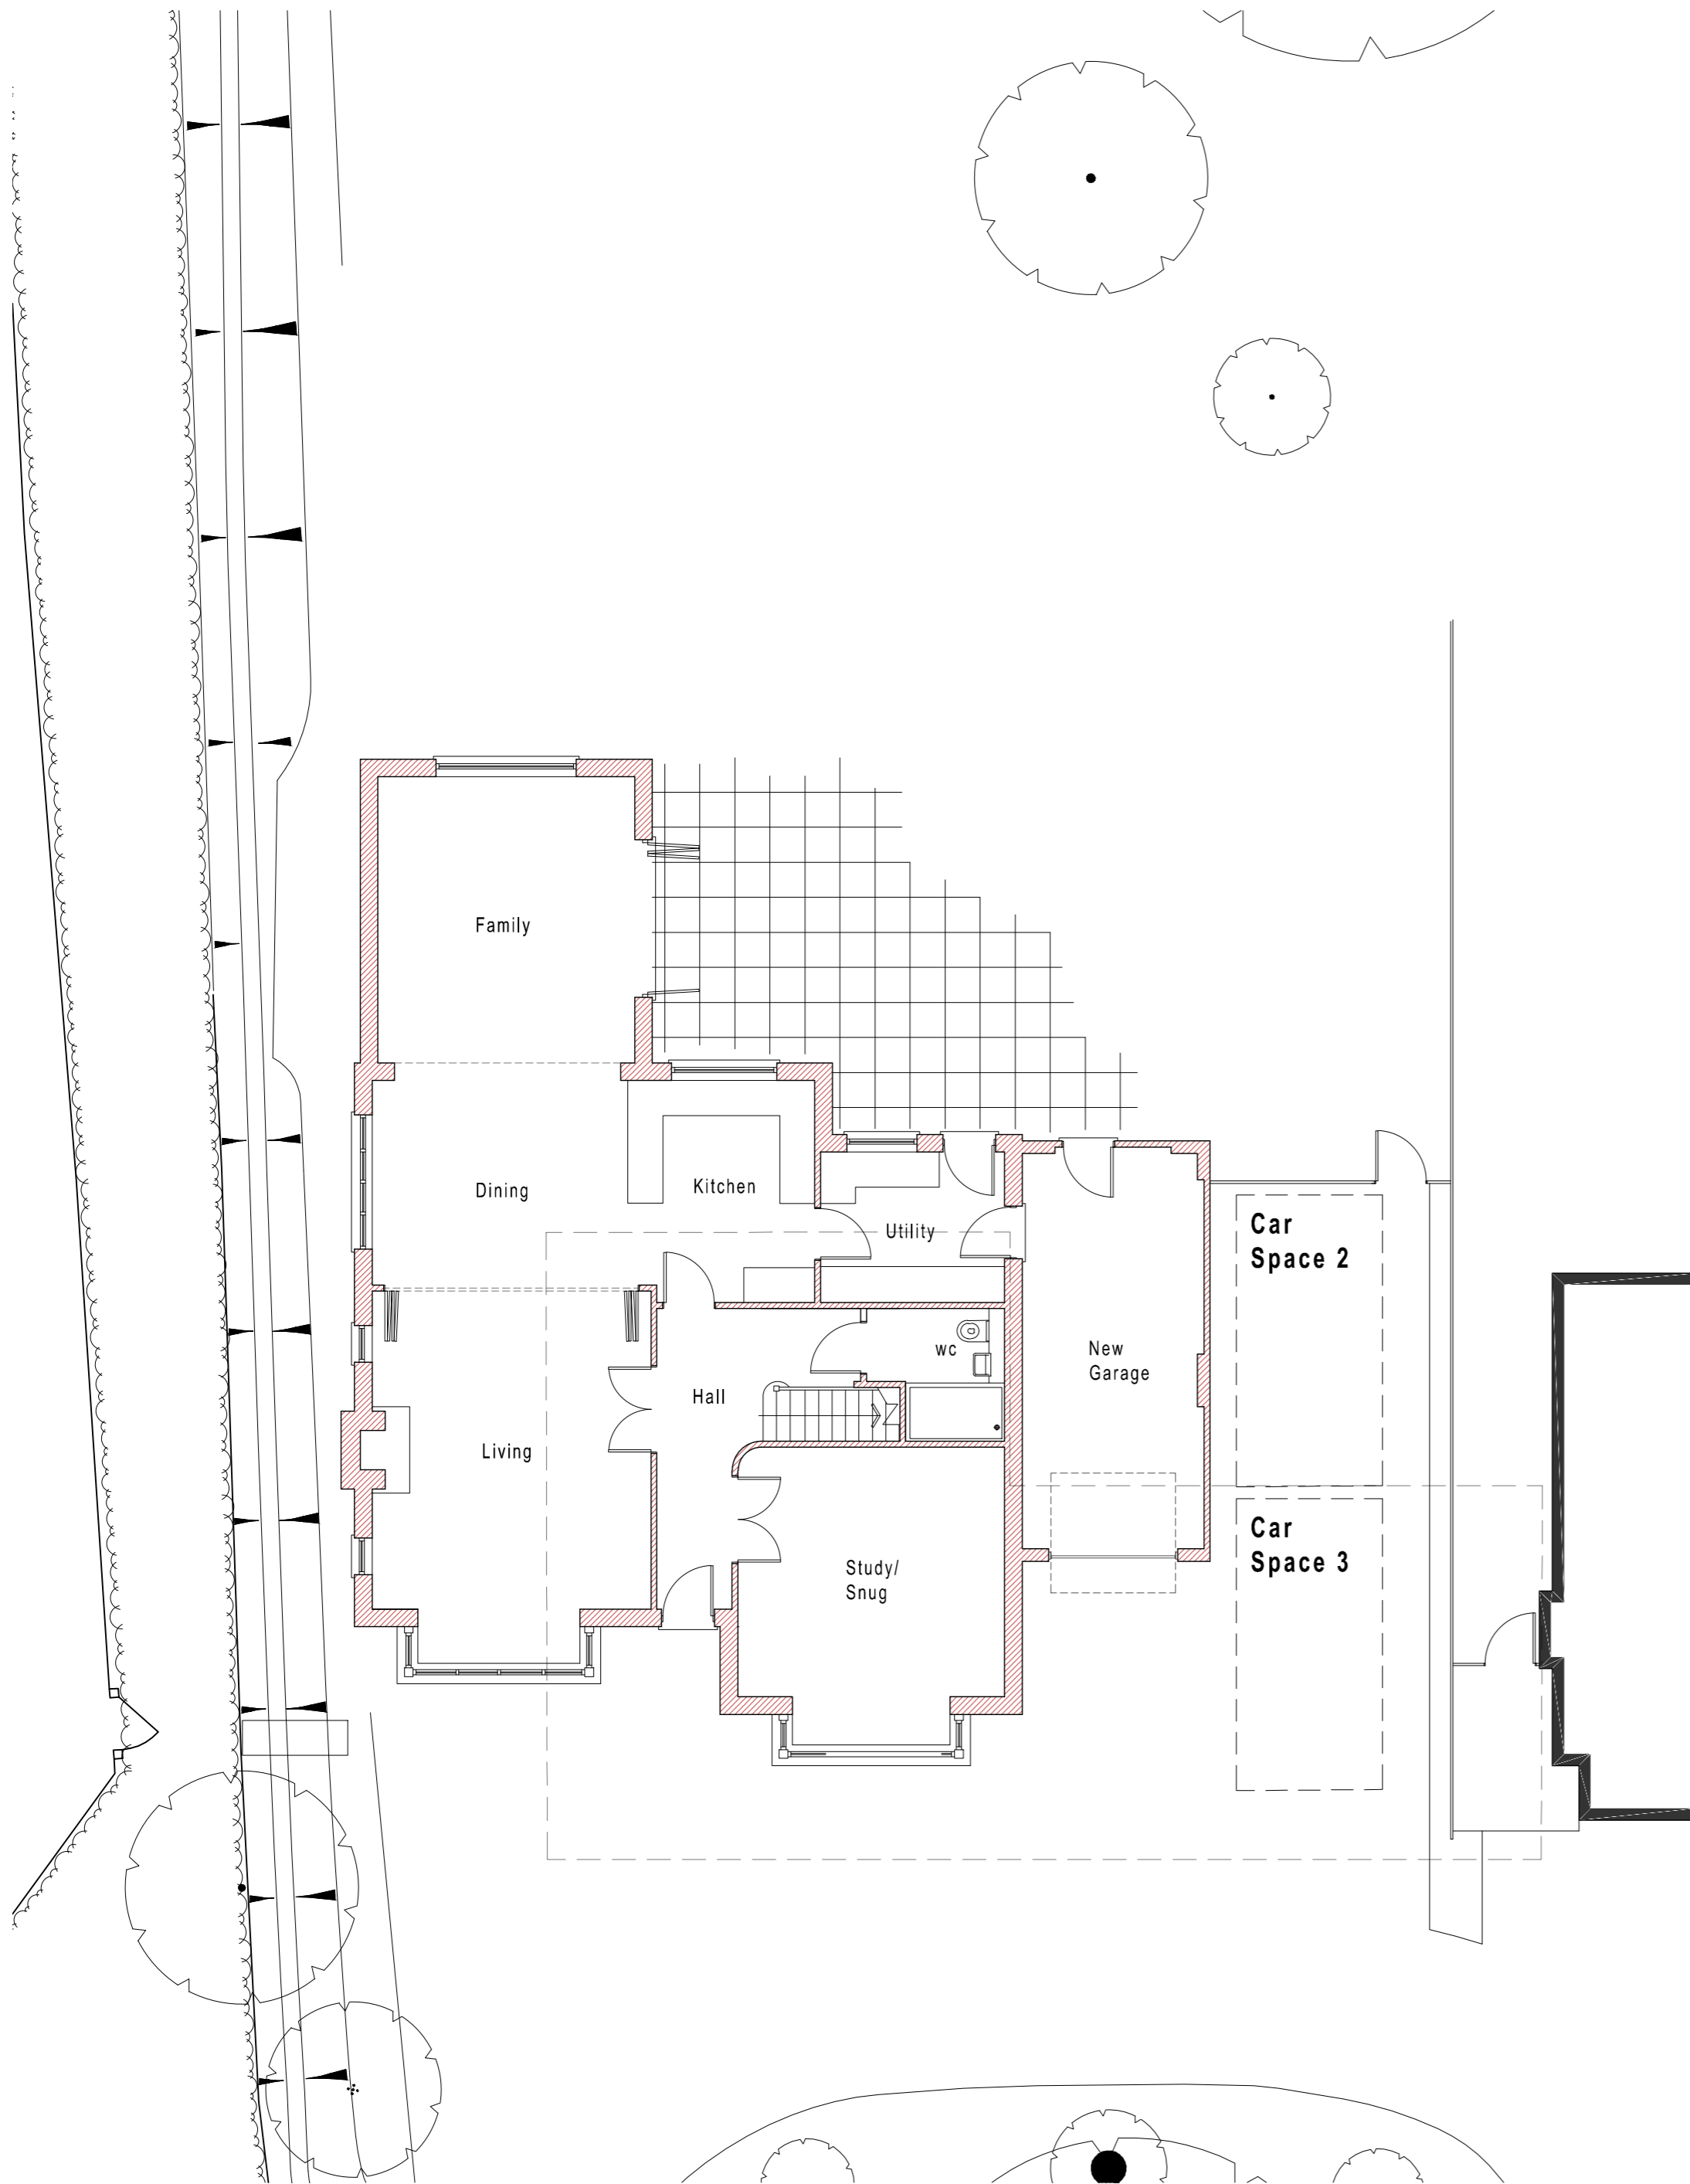 Family
Dining
Kitchen
Utility
Car
Space 2
wc
New
Garage
Hall
Living
Car
Space 3
Study/
Snug